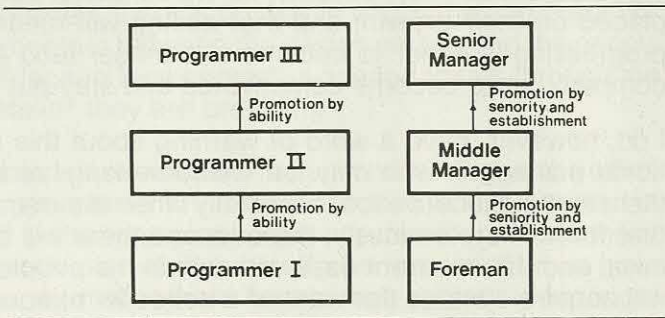 Programmer III
Promotion by
ability
Programmer II
Promotion by
ability
Programmer I
Senior
Manager
Promotion by
senority and
establishment
Middle
Manager
Promotion by
seniority and
establishment
Foreman